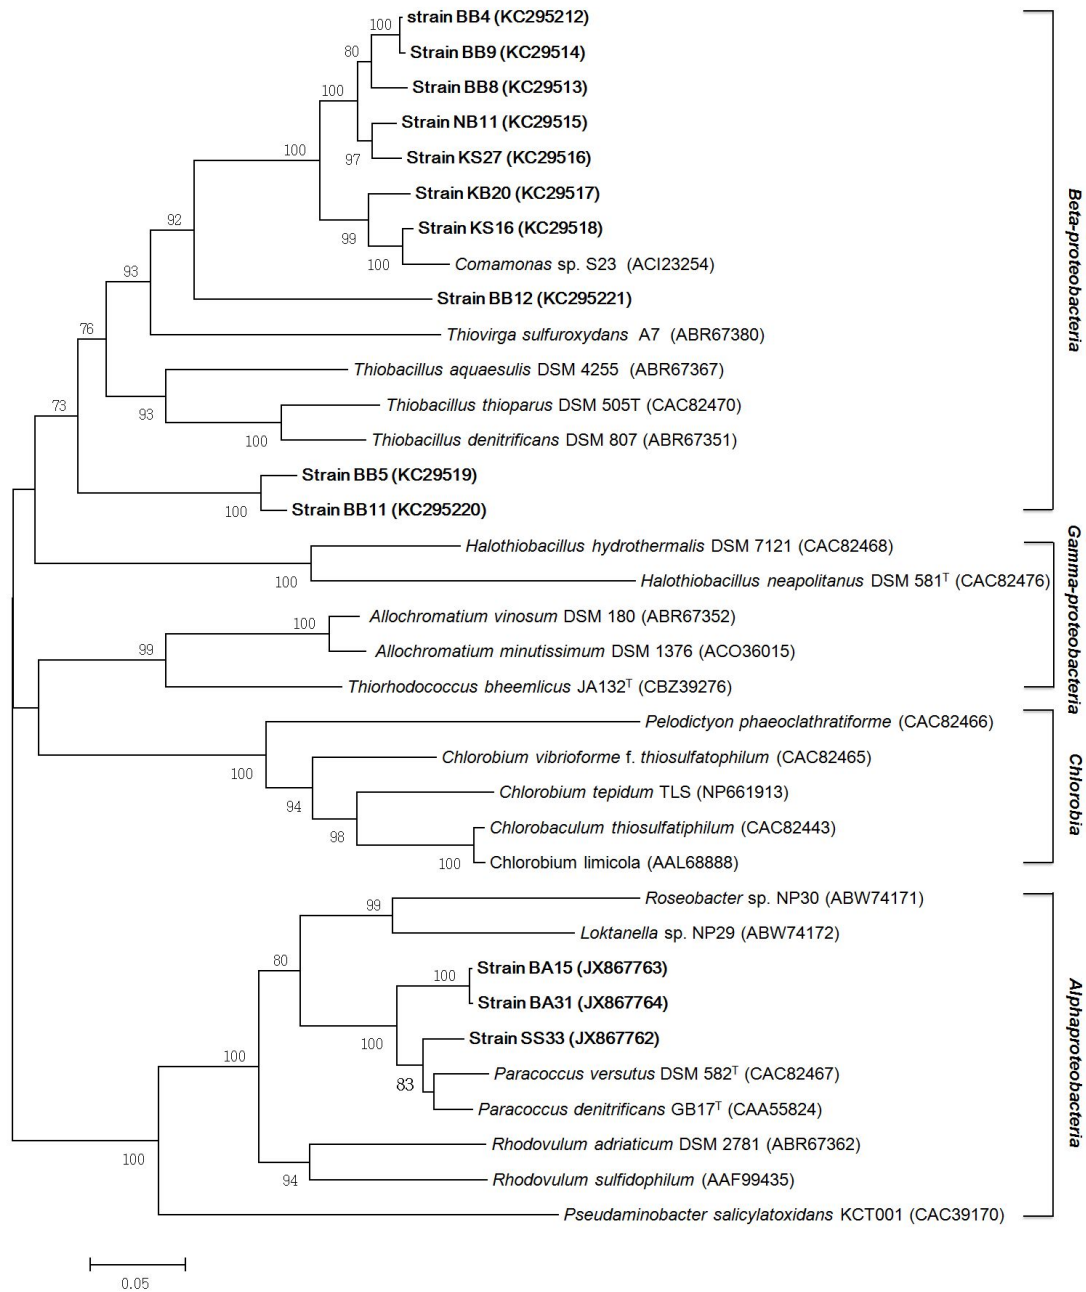 strain BB4 (KC295212)
100
Strain BB9 (KC29514)
80
Strain BB8 (KC29513)
100
Strain NB11 (KC29515)
100
97
Strain KS27 (KC29516)
Strain KB20 (KC29517)
92
Strain KS16 (KC29518)
99
100
Comamonas sp. S23 (ACI23254)
93
Strain BB12 (KC295221)
76
Thiovirga sulfuroxydans A7 (ABR67380)
Thiobacillus aquaesulis DSM 4255 (ABR67367)
73
93
Thiobacillus thioparus DSM 505T (CAC82470)
100
Thiobacillus denitrificans DSM 807 (ABR67351)
Strain BB5 (KC29519)
100
Strain BB11 (KC295220)
Beta-proteobacteria
Halothiobacillus hydrothermalis DSM 7121 (CAC82468)
100
Halothiobacillus neapolitanus DSM 581T (CAC82476)
Allochromatium vinosum DSM 180 (ABR67352)
100
99
Allochromatium minutissimum DSM 1376 (ACO36015)
Thiorhodococcus bheemlicus JA132T (CBZ39276)
Gamma-proteobacteria
Pelodictyon phaeoclathratiforme (CAC82466)
100
Chlorobium vibrioforme f. thiosulfatophilum (CAC82465)
94
Chlorobium tepidum TLS (NP661913)
98
Chlorobaculum thiosulfatiphilum (CAC82443)
100
Chlorobium limicola (AAL68888)
Chlorobia
99
Roseobacter sp. NP30 (ABW74171)
Loktanella sp. NP29 (ABW74172)
80
100
Strain BA15 (JX867763)
Strain BA31 (JX867764)
100
Strain SS33 (JX867762)
100
83
Paracoccus versutus DSM 582T (CAC82467)
Paracoccus denitrificans GB17T (CAA55824)
Rhodovulum adriaticum DSM 2781 (ABR67362)
100
94
Rhodovulum sulfidophilum (AAF99435)
Pseudaminobacter salicylatoxidans KCT001 (CAC39170)
Alphaproteobacteria
0.05